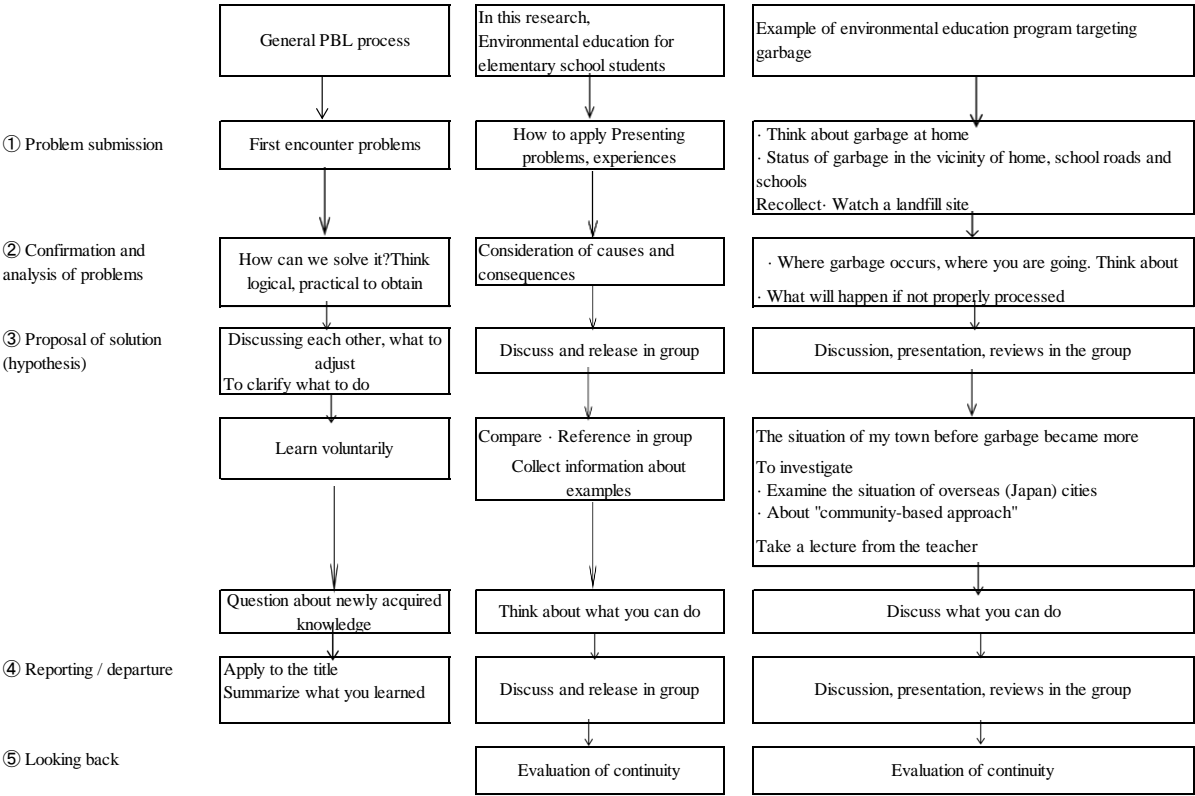 General PBL process
In this research,
Environmental education for
elementary school students
Example of environmental education program targeting
garbage
① Problem submission
First encounter problems
How to apply Presenting
problems, experiences
· Think about garbage at home
· Status of garbage in the vicinity of home, school roads and
schools
Recollect· Watch a landfill site
② Confirmation and
analysis of problems
How can we solve it?Think
logical, practical to obtain
Consideration of causes and
consequences
· Where garbage occurs, where you are going. Think about
· What will happen if not properly processed
③ Proposal of solution
(hypothesis)
Discussing each other, what to
adjust
To clarify what to do
Discuss and release in group
Discussion, presentation, reviews in the group
Learn voluntarily
Compare · Reference in group
Collect information about
examples
The situation of my town before garbage became more
To investigate
· Examine the situation of overseas (Japan) cities
· About "community-based approach"
Take a lecture from the teacher
Question about newly acquired
knowledge
Think about what you can do
Discuss what you can do
④ Reporting / departure
Apply to the title
Summarize what you learned
Discuss and release in group
Discussion, presentation, reviews in the group
⑤ Looking back
Evaluation of continuity
Evaluation of continuity